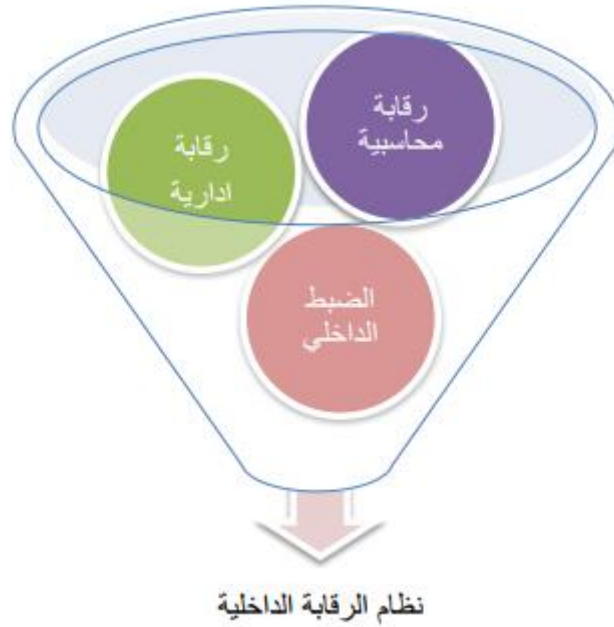 رقابة
محاسبية
رقابة
ادارية
الضبط
الداخلي
نظام الرقابة الداخلية